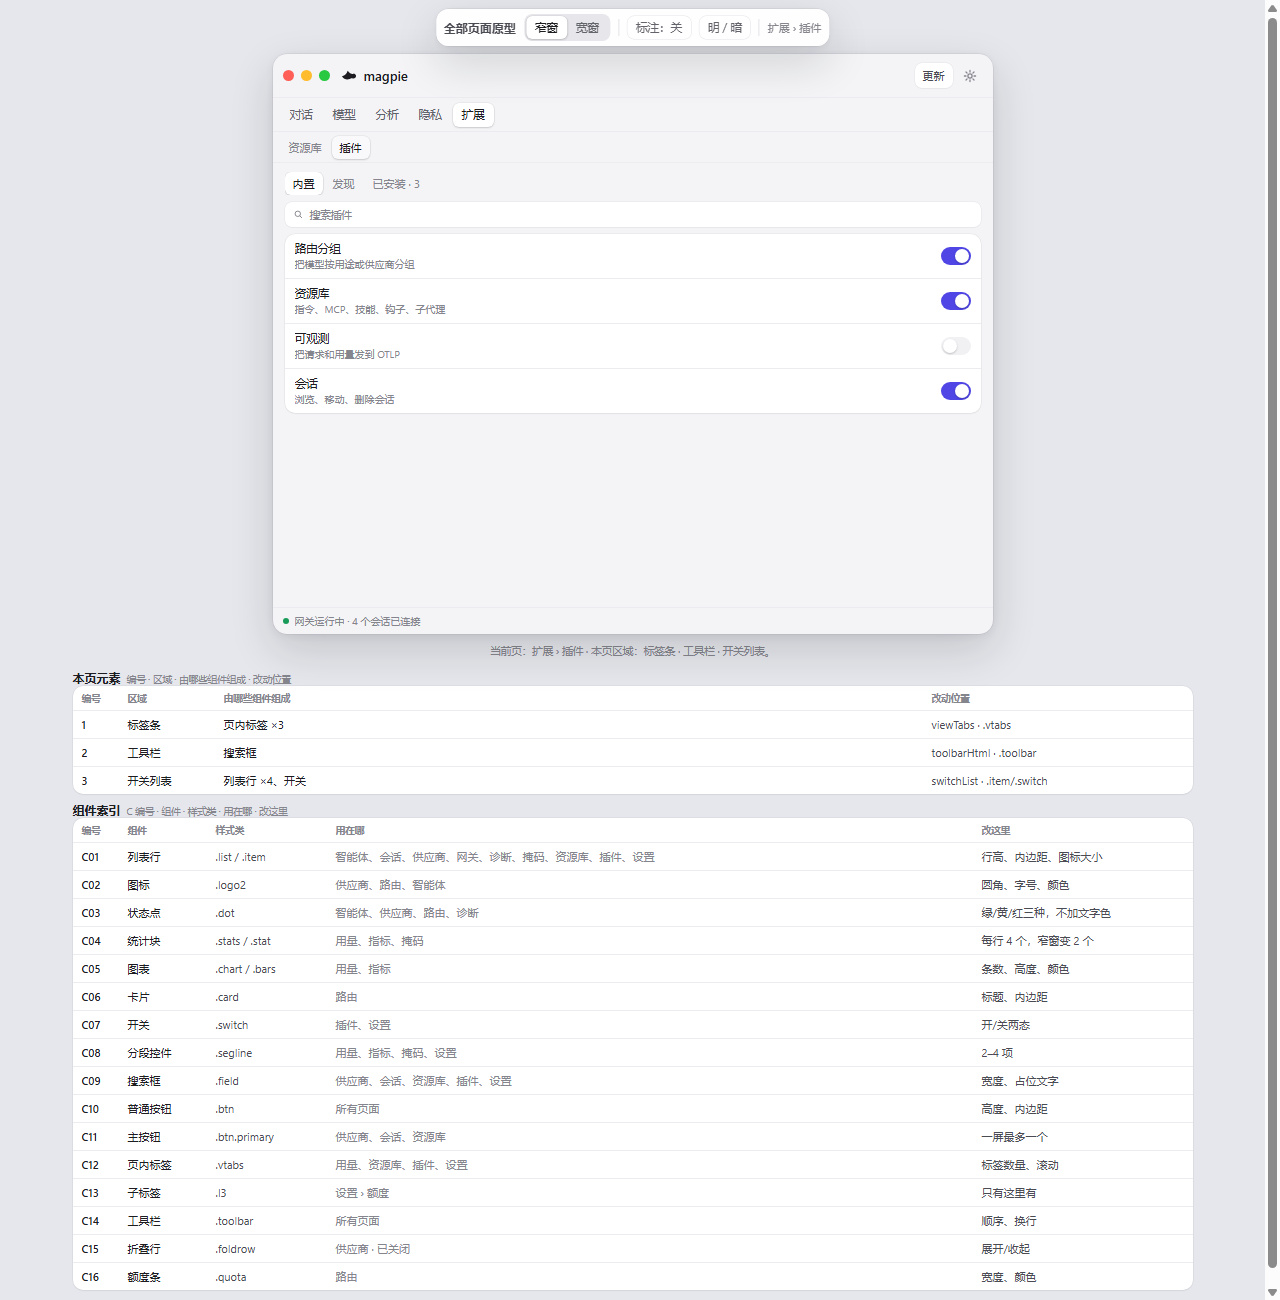 全部页面原型 窄窗 宽窗 标注：关 明 / 暗 扩展 › 插件
magpie 更新
对话 模型 分析 隐私 扩展
资源库 插件
内置 发现 已安装 · 3
搜索插件
路由分组
把模型按用途或供应商分组
资源库
指令、MCP、技能、钩子、子代理
可观测
把请求和用量发到 OTLP
会话
浏览、移动、删除会话
网关运行中 · 4 个会话已连接
当前页：扩展 › 插件 · 本页区域：标签条 · 工具栏 · 开关列表。
本页元素 编号 · 区域 · 由哪些组件组成 · 改动位置
编号 区域 由哪些组件组成 改动位置
1 标签条 页内标签 ×3 viewTabs · .vtabs
2 工具栏 搜索框 toolbarHtml · .toolbar
3 开关列表 列表行 ×4、开关 switchList · .item/.switch
组件索引 C 编号 · 组件 · 样式类 · 用在哪 · 改这里
编号 组件 样式类 用在哪 改这里
C01 列表行 .list / .item 智能体、会话、供应商、网关、诊断、掩码、资源库、插件、设置 行高、内边距、图标大小
C02 图标 .logo2 供应商、路由、智能体 圆角、字号、颜色
C03 状态点 .dot 智能体、供应商、路由、诊断 绿/黄/红三种，不加文字色
C04 统计块 .stats / .stat 用量、指标、掩码 每行 4 个，窄窗变 2 个
C05 图表 .chart / .bars 用量、指标 条数、高度、颜色
C06 卡片 .card 路由 标题、内边距
C07 开关 .switch 插件、设置 开/关两态
C08 分段控件 .segline 用量、指标、掩码、设置 2–4 项
C09 搜索框 .field 供应商、会话、资源库、插件、设置 宽度、占位文字
C10 普通按钮 .btn 所有页面 高度、内边距
C11 主按钮 .btn.primary 供应商、会话、资源库 一屏最多一个
C12 页内标签 .vtabs 用量、资源库、插件、设置 标签数量、滚动
C13 子标签 .l3 设置 › 额度 只有这里有
C14 工具栏 .toolbar 所有页面 顺序、换行
C15 折叠行 .foldrow 供应商 · 已关闭 展开/收起
C16 额度条 .quota 路由 宽度、颜色